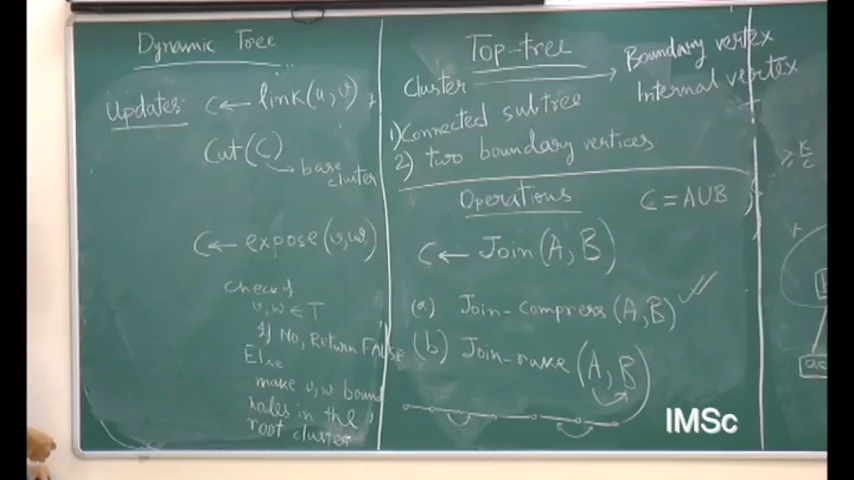 Dynamic Tree
Updates: C ← link(u, v)
Cut(C)
base
cluster
C ← expose(v, w)
Check if
v, w ∈ T
If No, Return False
Else
make v, w bound
nodes in the
root cluster
Top-tree
Cluster
Boundary vertex
Internal vertex
1) Connected subtree
2) two boundary vertices
Operations
C = A∪B
C ← Join(A, B)
(a) Join-compress(A, B)
(b) Join-rake(A, B)
≥ k/c
IMSc